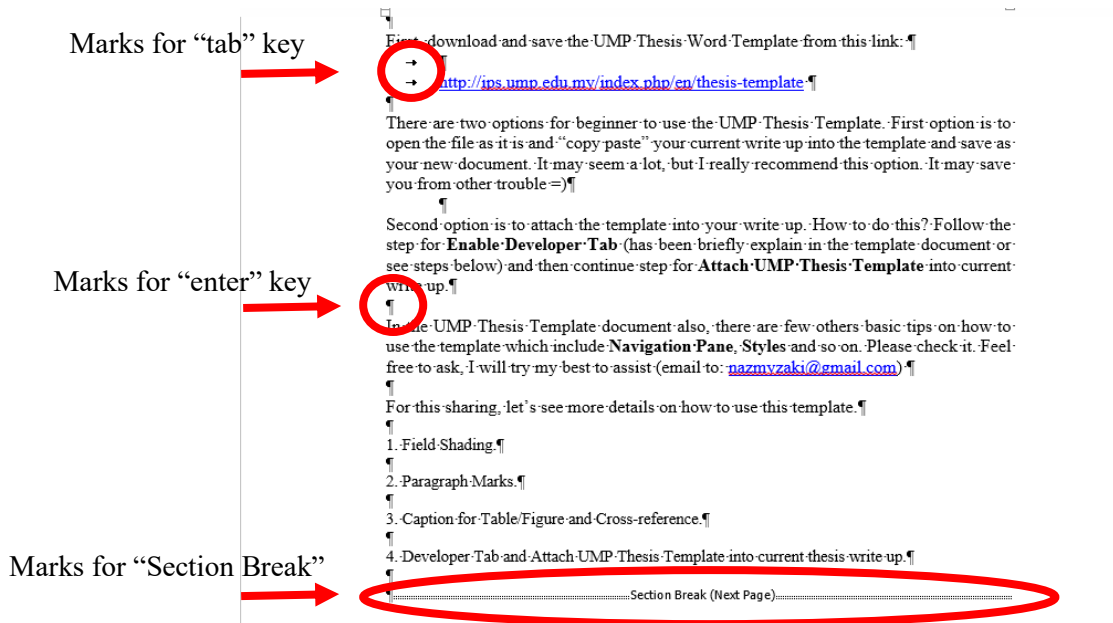 Marks for “tab” key
First download and save the UMP Thesis Word Template from this link: ¶
http://ips.ump.edu.my/index.php/en/thesis-template ¶
¶
There are two options for beginner to use the UMP Thesis Template. First option is to
open the file as it is and “copy paste” your current write up into the template and save as
your new document. It may seem a lot, but I really recommend this option. It may save
you from other trouble =)¶
¶
Second option is to attach the template into your write up. How to do this? Follow the
step for Enable Developer Tab (has been briefly explain in the template document or
see steps below) and then continue step for Attach UMP Thesis Template into current
write up.¶
Marks for “enter” key
¶
In the UMP Thesis Template document also, there are few others basic tips on how to
use the template which include Navigation Pane, Styles and so on. Please check it. Feel
free to ask, I will try my best to assist (email to: nazmyzaki@gmail.com) ¶
¶
For this sharing, let’s see more details on how to use this template.¶
¶
1. Field Shading.¶
¶
2. Paragraph Marks.¶
¶
3. Caption for Table/Figure and Cross-reference.¶
¶
4. Developer Tab and Attach UMP Thesis Template into current thesis write up.¶
¶
Marks for “Section Break”
¶Section Break (Next Page)